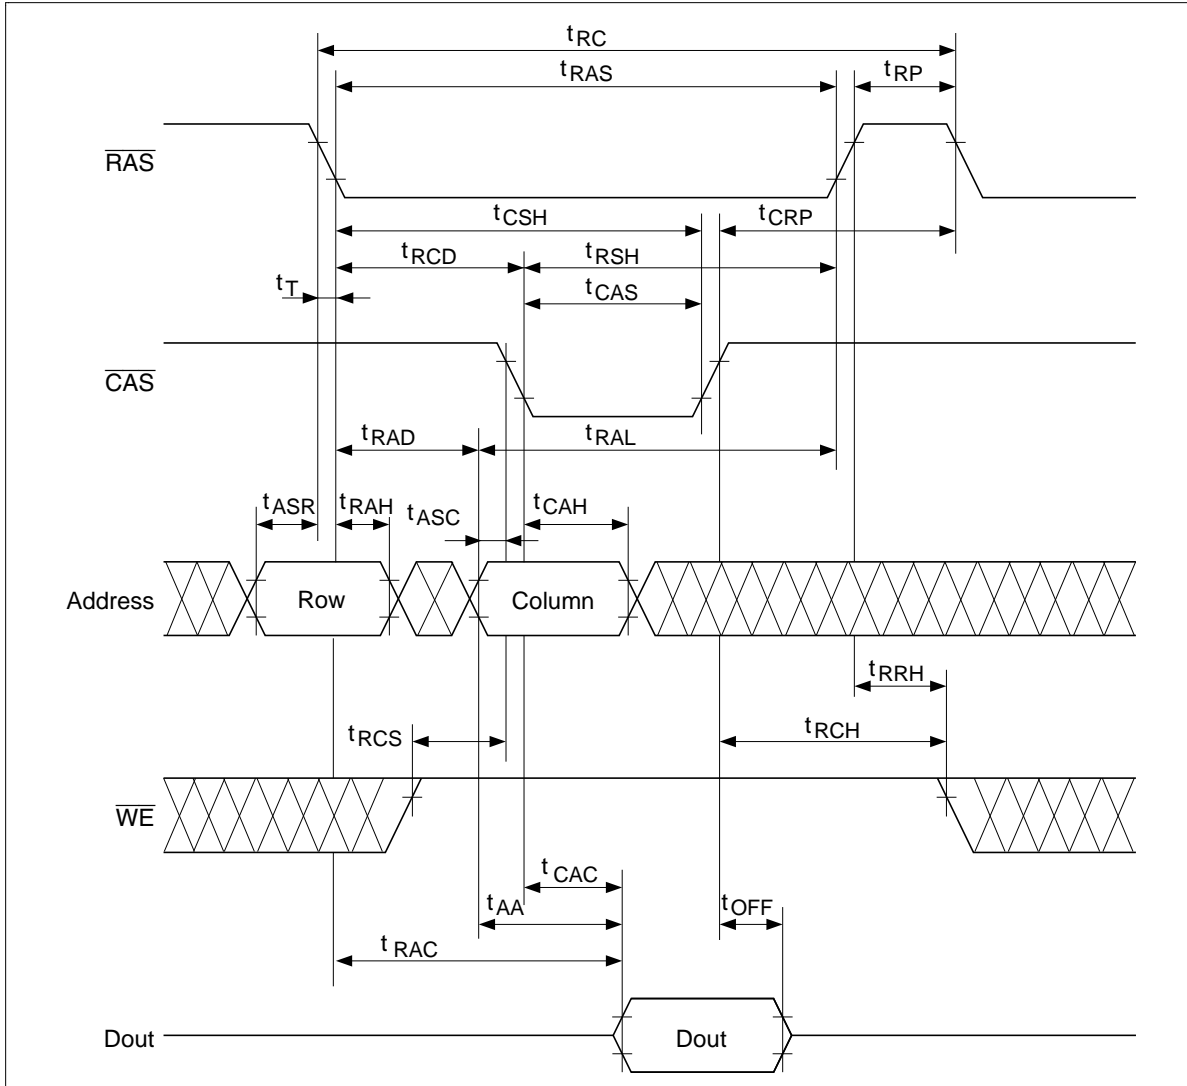 tRC
tRAS
tRP
RAS
tCSH
tCRP
tRCD
tRSH
tT
tCAS
CAS
tRAD
tRAL
tASR
tRAH
tASC
tCAH
Address
Row
Column
tRRH
tRCS
tRCH
WE
tCAC
tAA
tOFF
tRAC
Dout
Dout